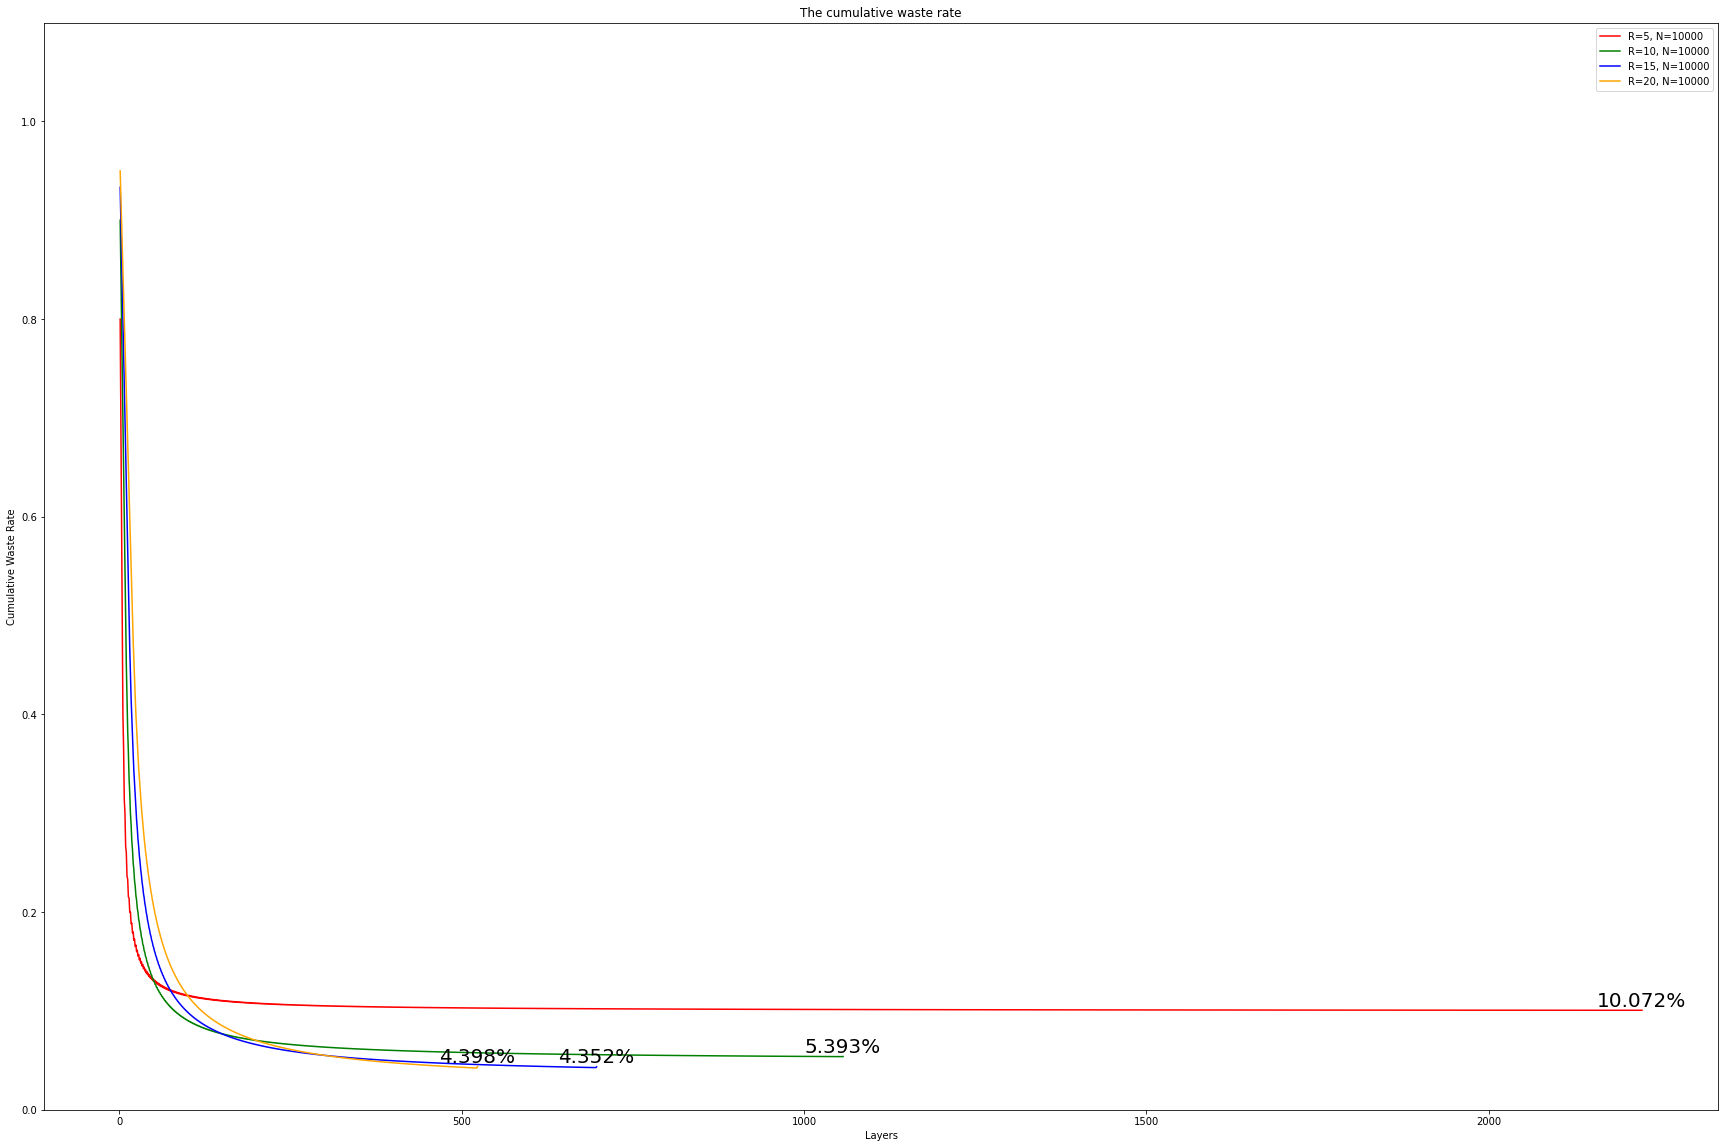 The cumulative waste rate
R=5, N=10000
R=10, N=10000
R=15, N=10000
R=20, N=10000
1.0
0.8
0.6
0.4
0.2
0.0
Cumulative Waste Rate
10.072%
5.393%
4.398%
4.352%
0
500
1000
1500
2000
Layers